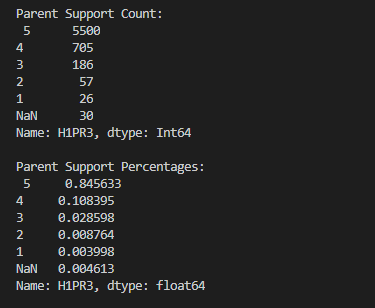 Parent Support Count:
5 5500
4 705
3 186
2 57
1 26
NaN 30
Name: H1PR3, dtype: Int64
Parent Support Percentages:
5 0.845633
4 0.108395
3 0.028598
2 0.008764
1 0.003998
NaN 0.004613
Name: H1PR3, dtype: float64